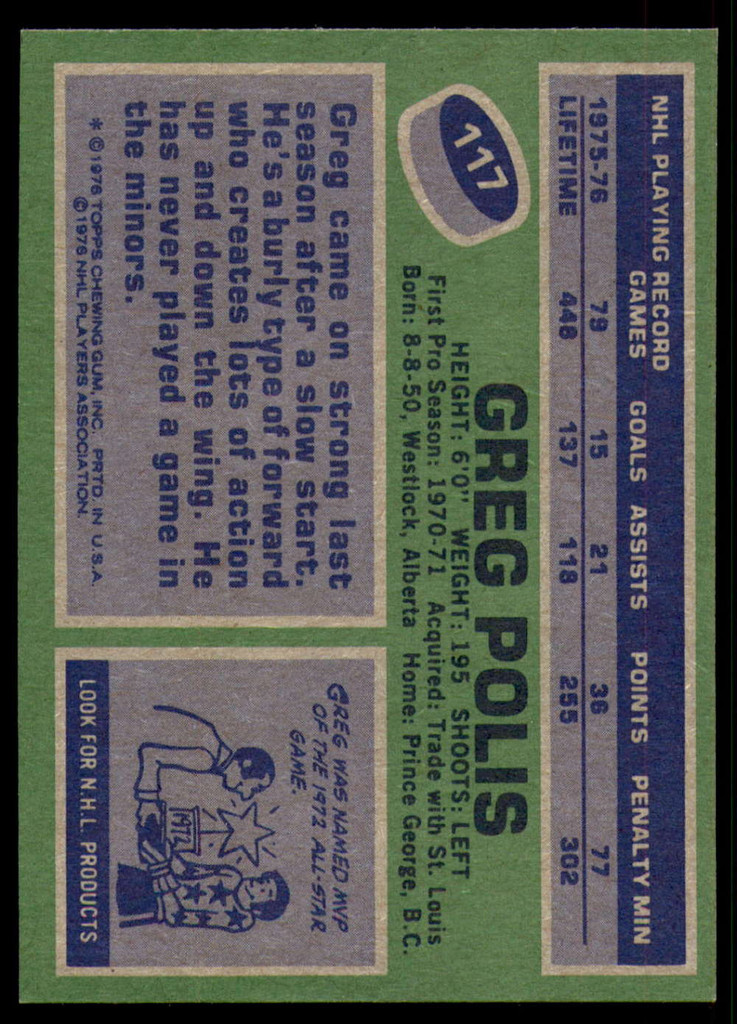 NHL PLAYING RECORD
GAMES GOALS ASSISTS POINTS PENALTY MIN
1975-76 79 15 21 36 77
LIFETIME 448 137 118 255 302
117
GREG POLIS
HEIGHT: 6'0" WEIGHT: 195 SHOOTS: LEFT
First Pro Season: 1970-71 Acquired: Trade with St. Louis
Born: 8-8-50, Westlock, Alberta Home: Prince George, B.C.
Greg came on strong last
season after a slow start.
He's a burly type of forward
who creates lots of action
up and down the wing. He
has never played a game in
the minors.
* ©1976 TOPPS CHEWING GUM, INC. PRTD. IN U.S.A.
©1976 NHL PLAYERS ASSOCIATION.
GREG WAS NAMED MVP
OF THE 1972 ALL-STAR
GAME.
LOOK FOR N.H.L. PRODUCTS